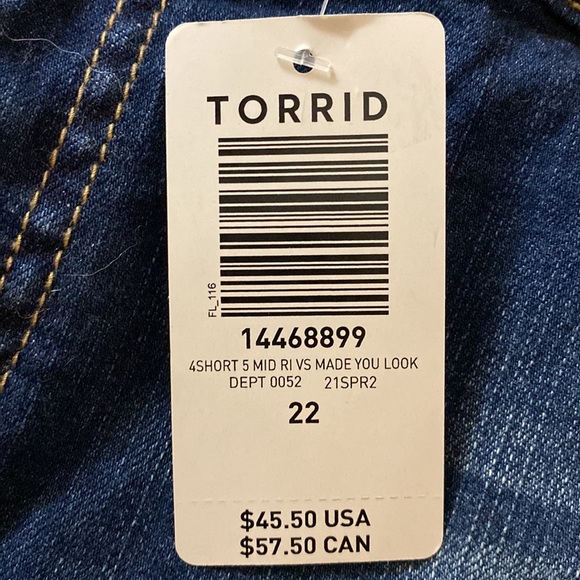 TORRID
FL_116
14468899
4SHORT 5 MID RI VS MADE YOU LOOK
DEPT 0052 21SPR2
22
$45.50 USA
$57.50 CAN